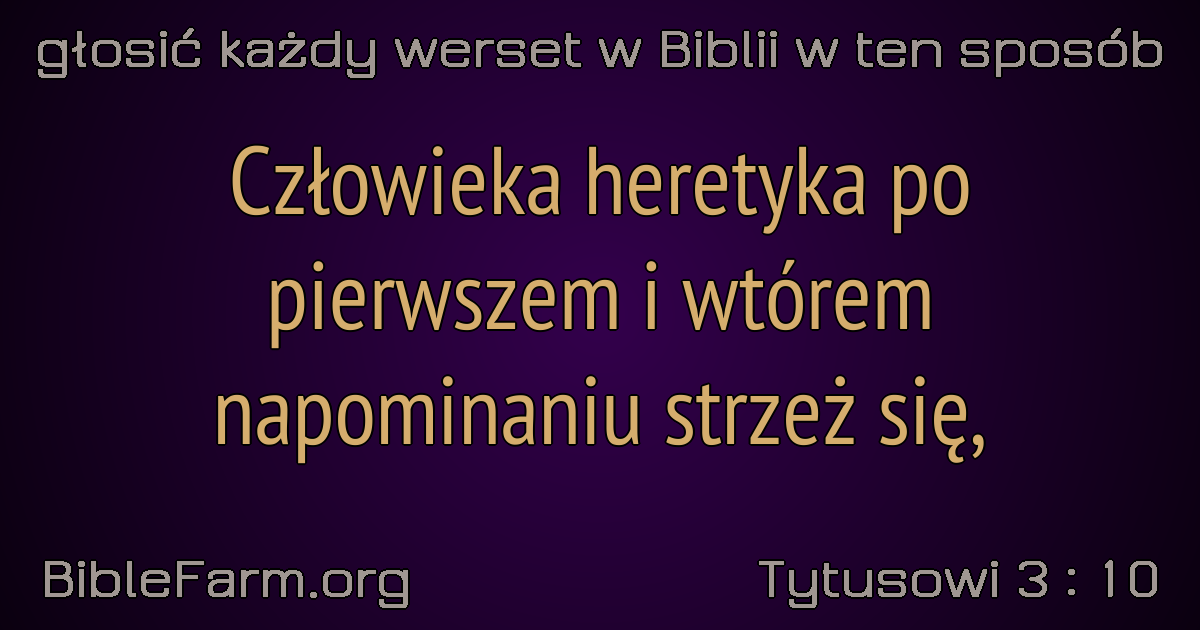 głosić każdy werset w Biblii w ten sposób
Człowieka heretyka po
pierwszem i wtórem
napominaniu strzeż się,
BibleFarm.org
Tytusowi 3 : 10